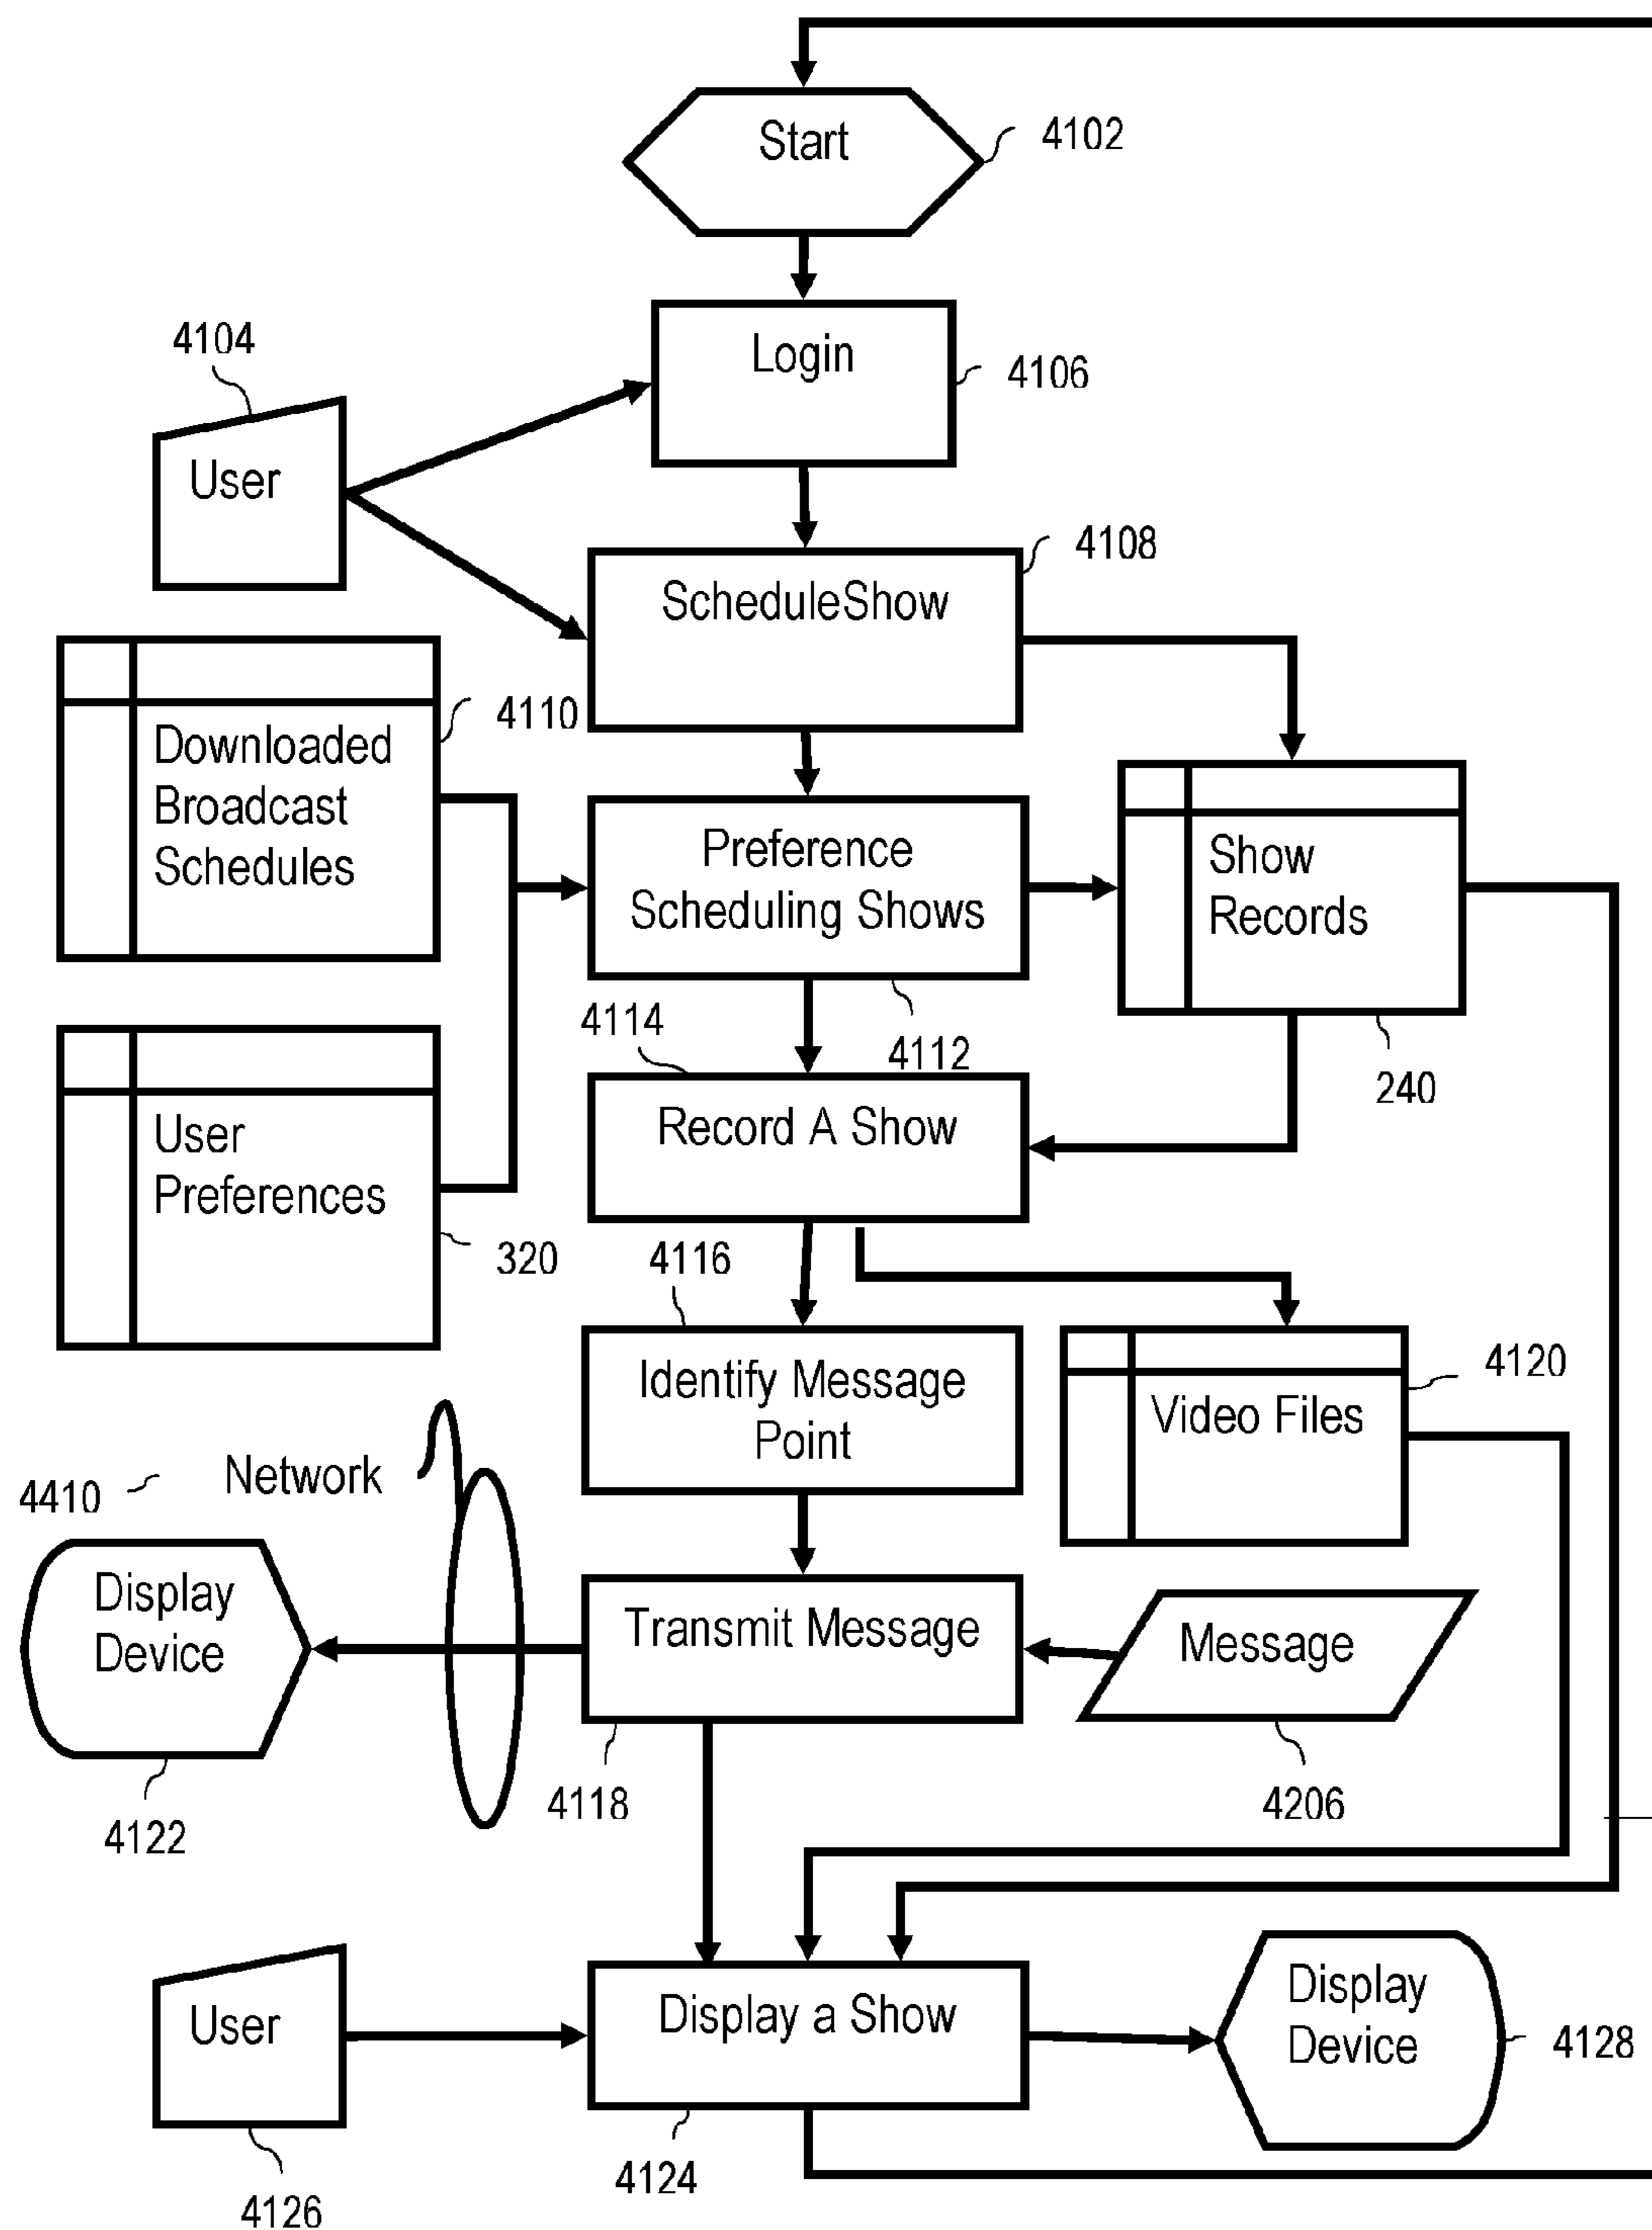 Start
4102
4104
Login
4106
User
4108
ScheduleShow
4110
Downloaded
Broadcast
Schedules
Preference
Scheduling Shows
Show
Records
4114
4112
240
User
Preferences
Record A Show
320
4116
4120
Identify Message
Point
Video Files
4410
Network
Display
Device
Transmit Message
Message
4118
4206
4122
User
Display a Show
Display
Device
4128
4124
4126